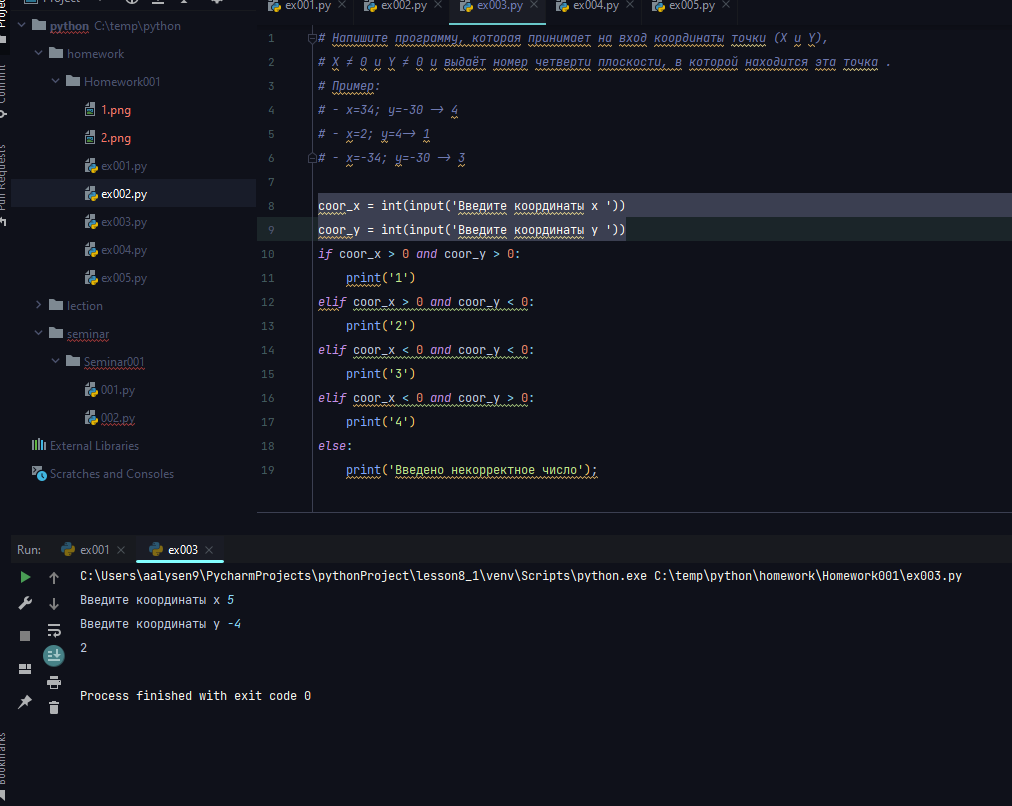 Project
ex001.py
ex002.py
ex003.py
ex004.py
ex005.py
python C:\temp\python
homework
Homework001
1.png
2.png
ex001.py
ex002.py
ex003.py
ex004.py
ex005.py
lection
seminar
Seminar001
001.py
002.py
External Libraries
Scratches and Consoles
Commit
Pull Requests
Bookmarks
1 # Напишите программу, которая принимает на вход координаты точки (X и Y),
2 # X ≠ 0 и Y ≠ 0 и выдаёт номер четверти плоскости, в которой находится эта точка .
3 # Пример:
4 # - x=34; y=-30 -> 4
5 # - x=2; y=4-> 1
6 # - x=-34; y=-30 -> 3
7
8 coor_x = int(input('Введите координаты x '))
9 coor_y = int(input('Введите координаты y '))
10 if coor_x > 0 and coor_y > 0:
11 print('1')
12 elif coor_x > 0 and coor_y < 0:
13 print('2')
14 elif coor_x < 0 and coor_y < 0:
15 print('3')
16 elif coor_x < 0 and coor_y > 0:
17 print('4')
18 else:
19 print('Введено некорректное число');
Run: ex001 ex003
C:\Users\aalysen9\PycharmProjects\pythonProject\lesson8_1\venv\Scripts\python.exe C:\temp\python\homework\Homework001\ex003.py
Введите координаты x 5
Введите координаты y -4
2
Process finished with exit code 0